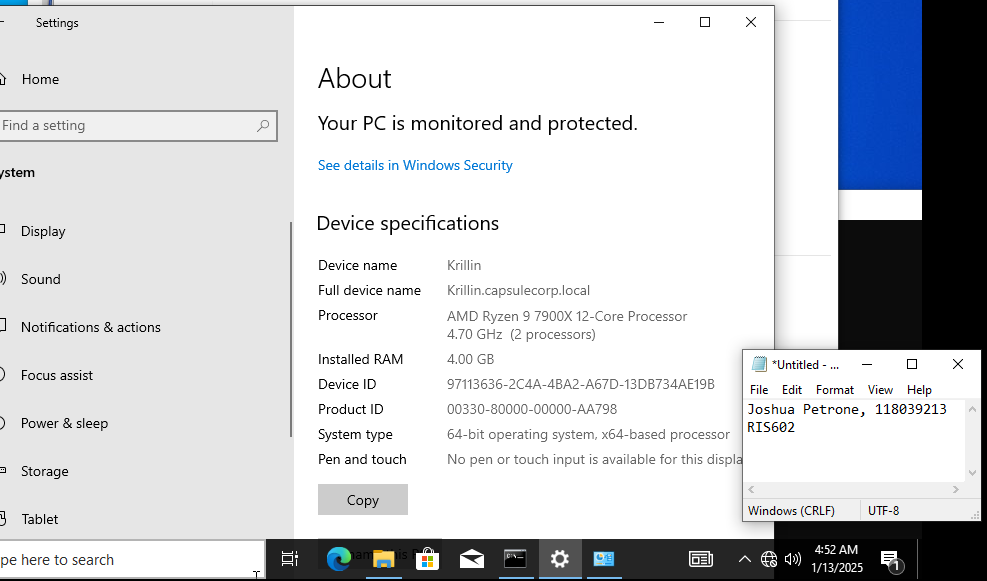 Settings
Home
Find a setting
ystem
Display
Sound
Notifications & actions
Focus assist
Power & sleep
Storage
Tablet
About
Your PC is monitored and protected.
See details in Windows Security
Device specifications
Device name Krillin
Full device name Krillin.capsulecorp.local
Processor AMD Ryzen 9 7900X 12-Core Processor
4.70 GHz (2 processors)
Installed RAM 4.00 GB
Device ID 97113636-2C4A-4BA2-A67D-13DB734AE19B
Product ID 00330-80000-00000-AA798
System type 64-bit operating system, x64-based processor
Pen and touch No pen or touch input is available for this displa
Copy
*Untitled - ...
File Edit Format View Help
Joshua Petrone, 118039213
RIS602
Windows (CRLF) UTF-8
pe here to search
4:52 AM
1/13/2025
1